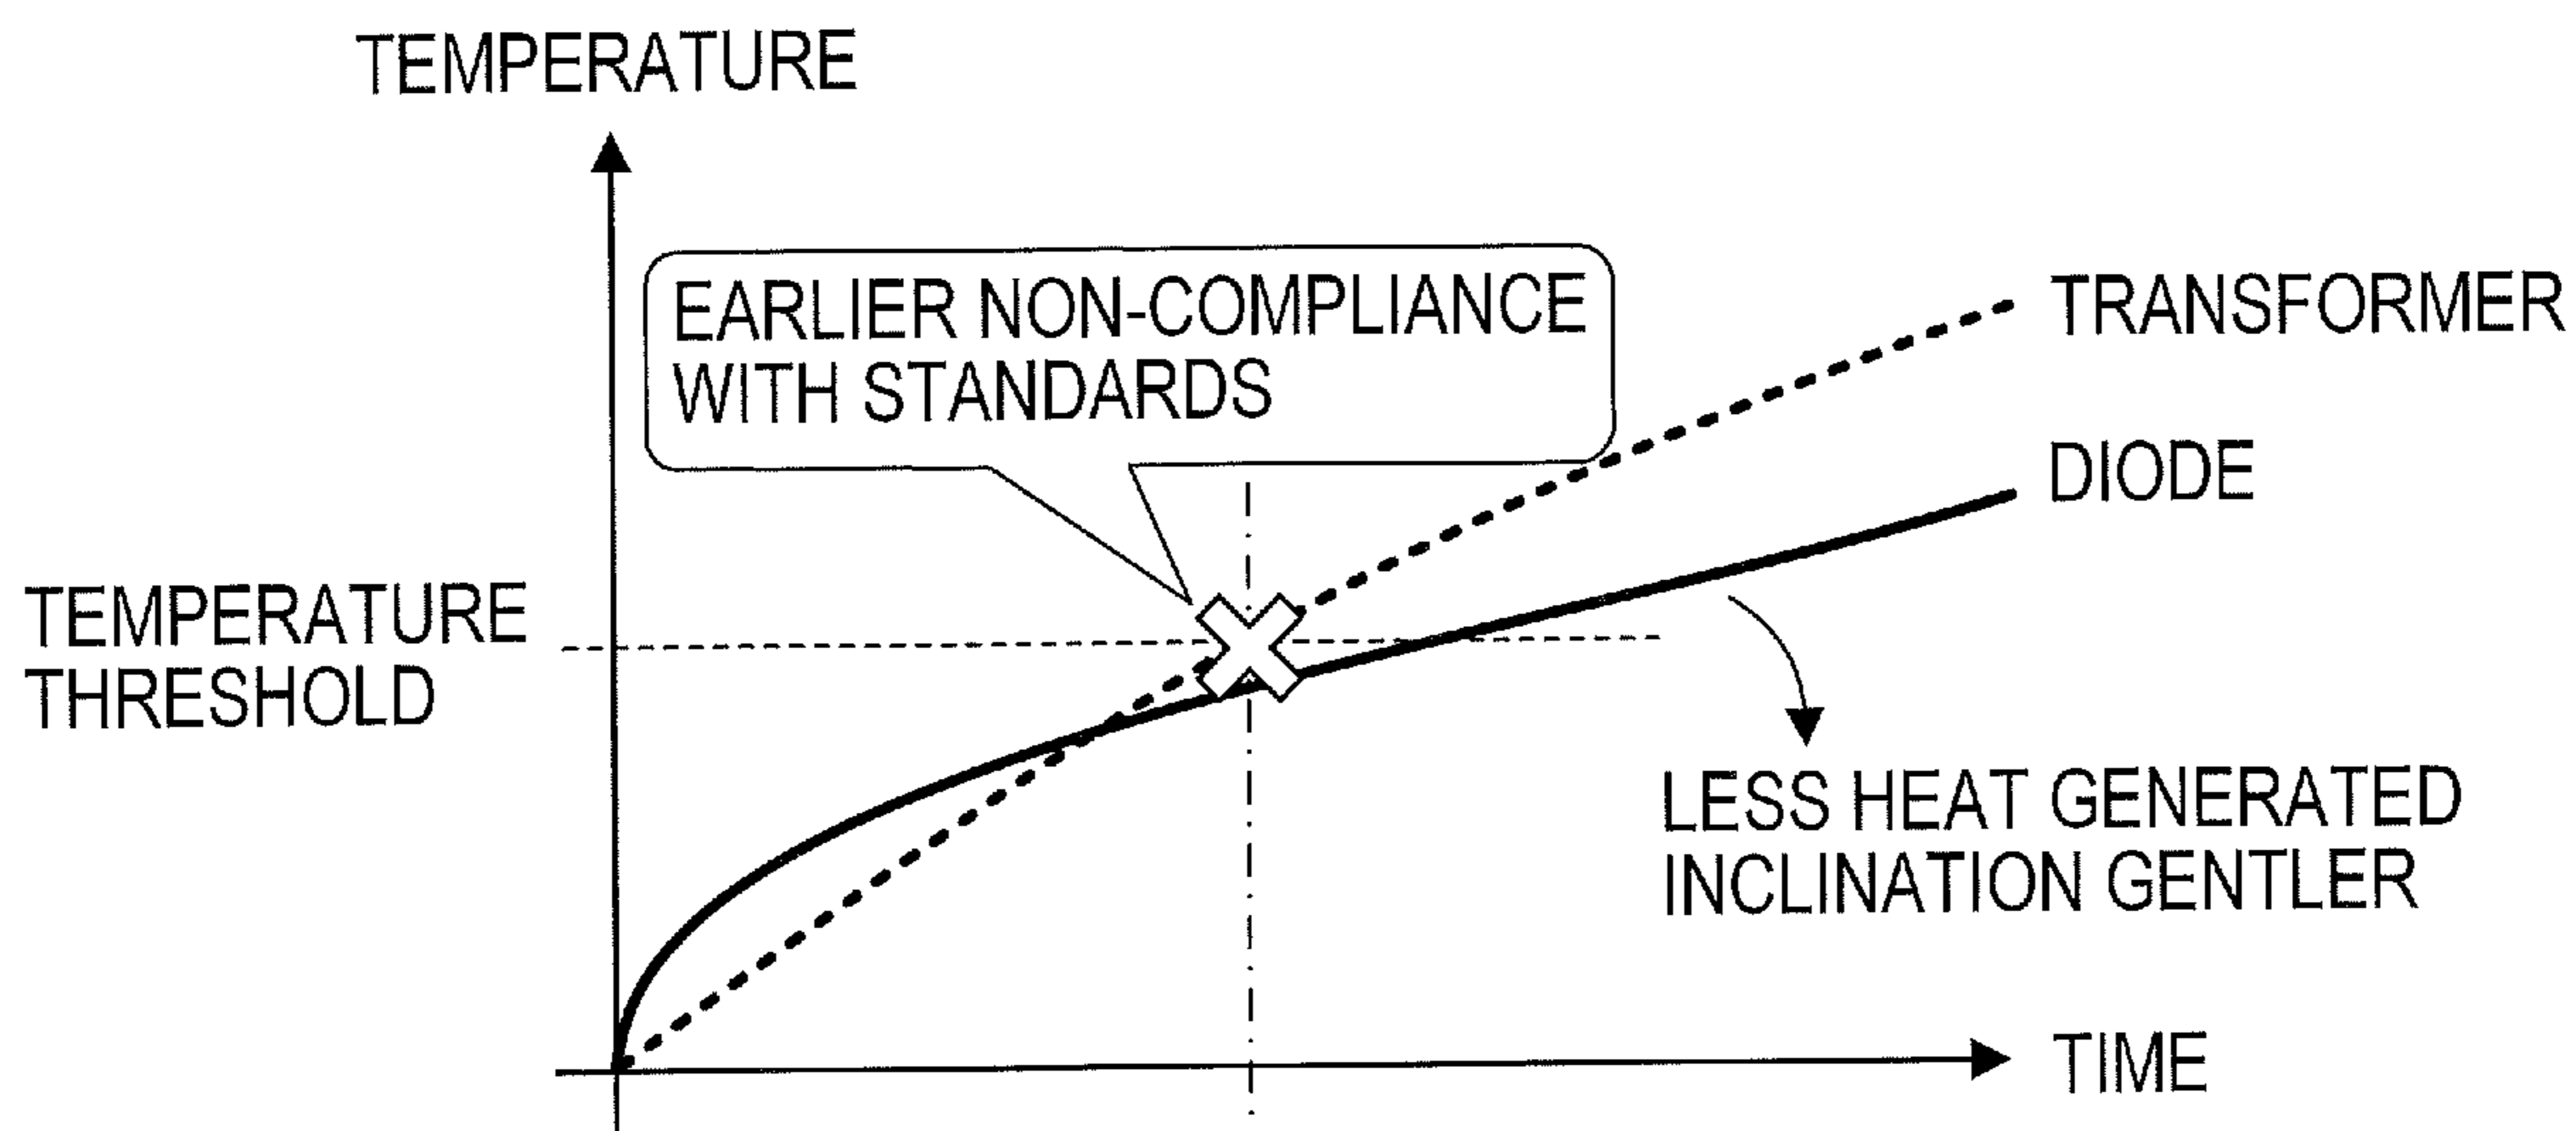 TEMPERATURE
EARLIER NON-COMPLIANCE
WITH STANDARDS
TRANSFORMER
DIODE
TEMPERATURE
THRESHOLD
LESS HEAT GENERATED
INCLINATION GENTLER
TIME